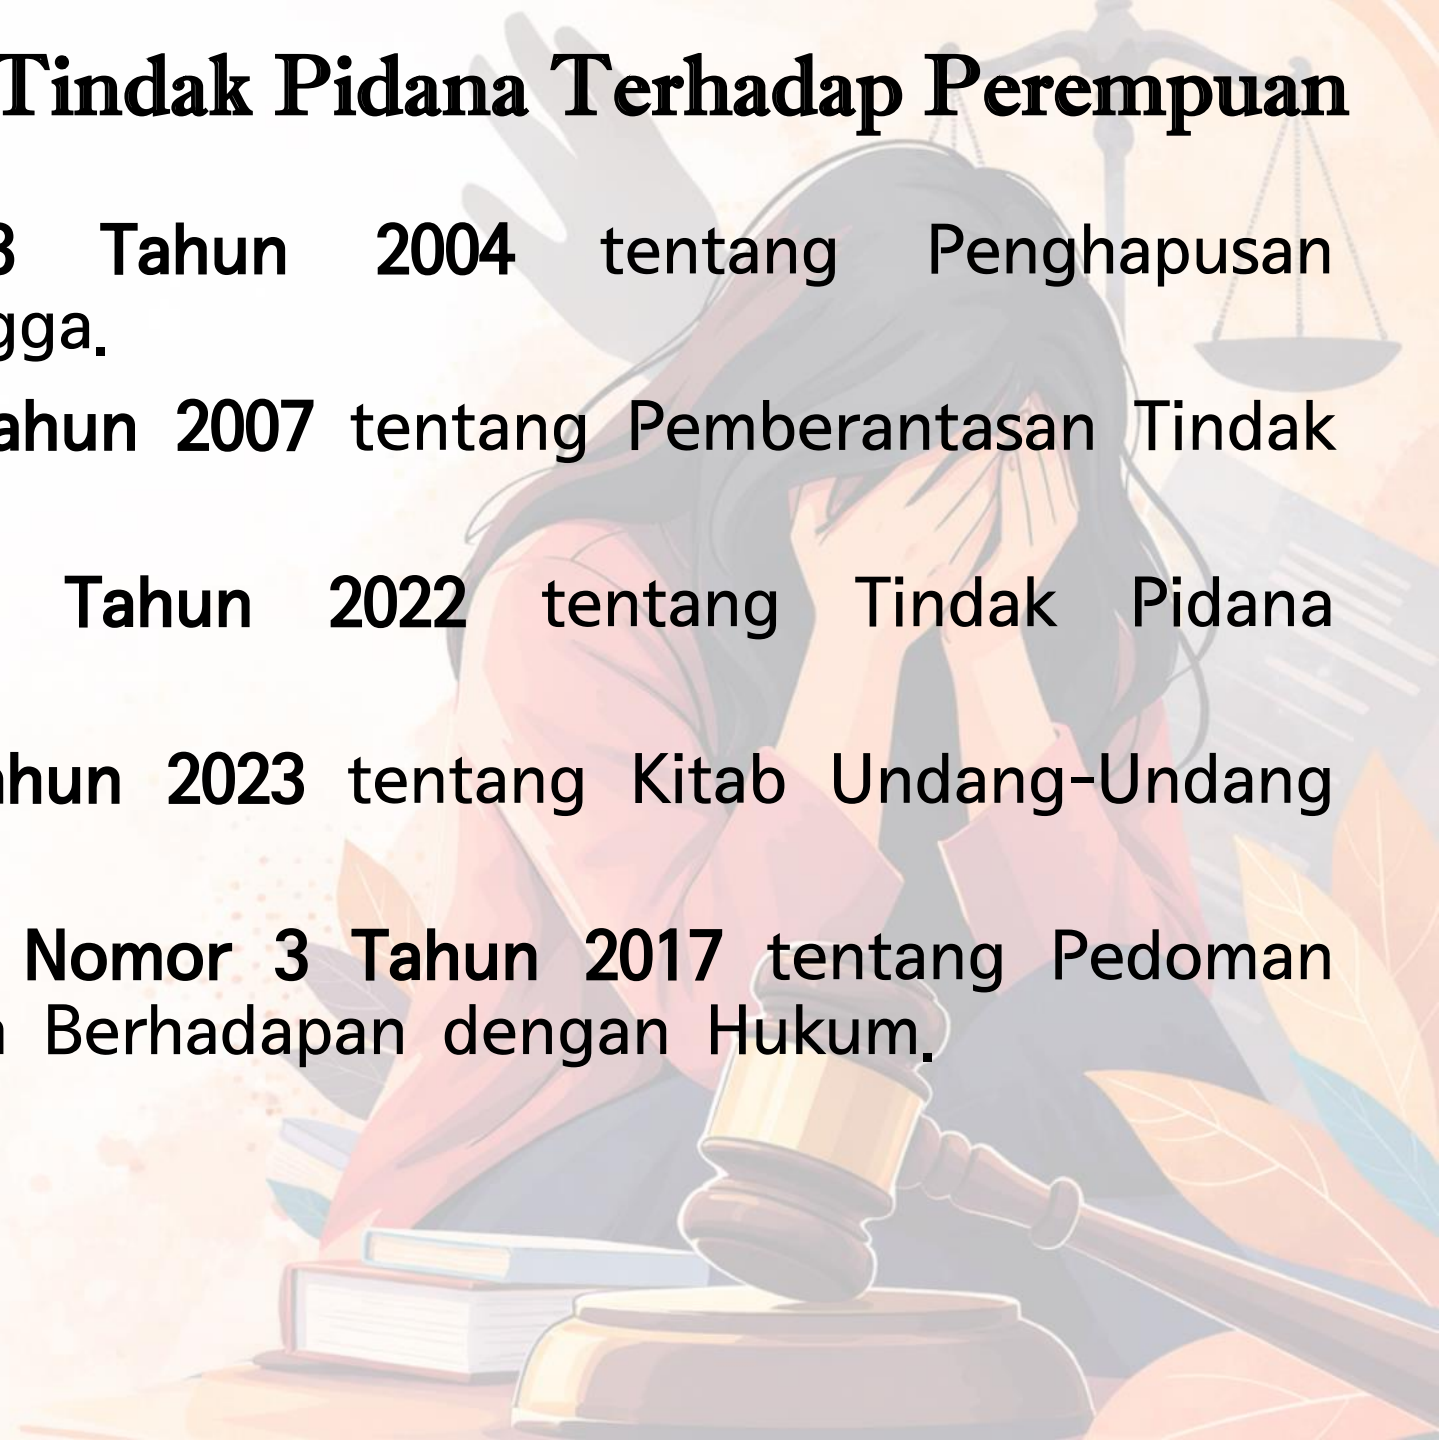 Tindak Pidana Terhadap Perempuan
3 Tahun 2004 tentang Penghapusan
gga.
ahun 2007 tentang Pemberantasan Tindak
Tahun 2022 tentang Tindak Pidana
ahun 2023 tentang Kitab Undang-Undang
Nomor 3 Tahun 2017 tentang Pedoman
Berhadapan dengan Hukum.